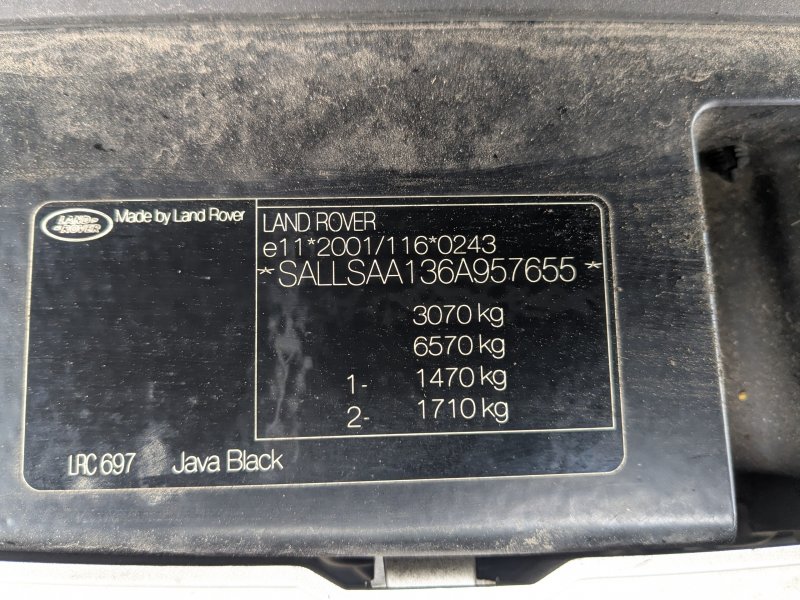 LAND-
-ROVER
Made by Land Rover
LAND ROVER
e11*2001/116*0243
*SALLSAA136A957655*
3070 kg
6570 kg
1- 1470 kg
2- 1710 kg
LRC 697 Java Black